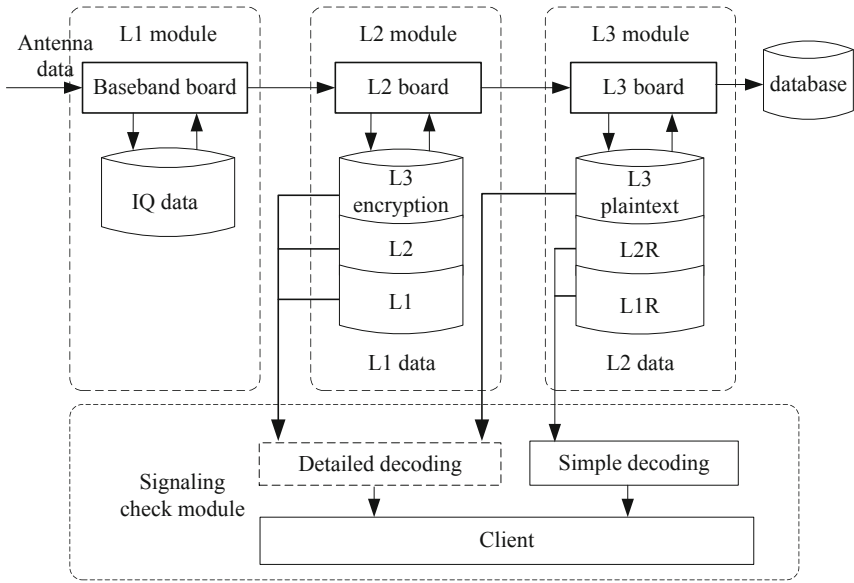 Antenna
data
L1 module
L2 module
L3 module
Baseband board
L2 board
L3 board
database
IQ data
L3
encryption
L2
L1
L1 data
L3
plaintext
L2R
L1R
L2 data
Signaling
check module
Detailed decoding
Simple decoding
Client